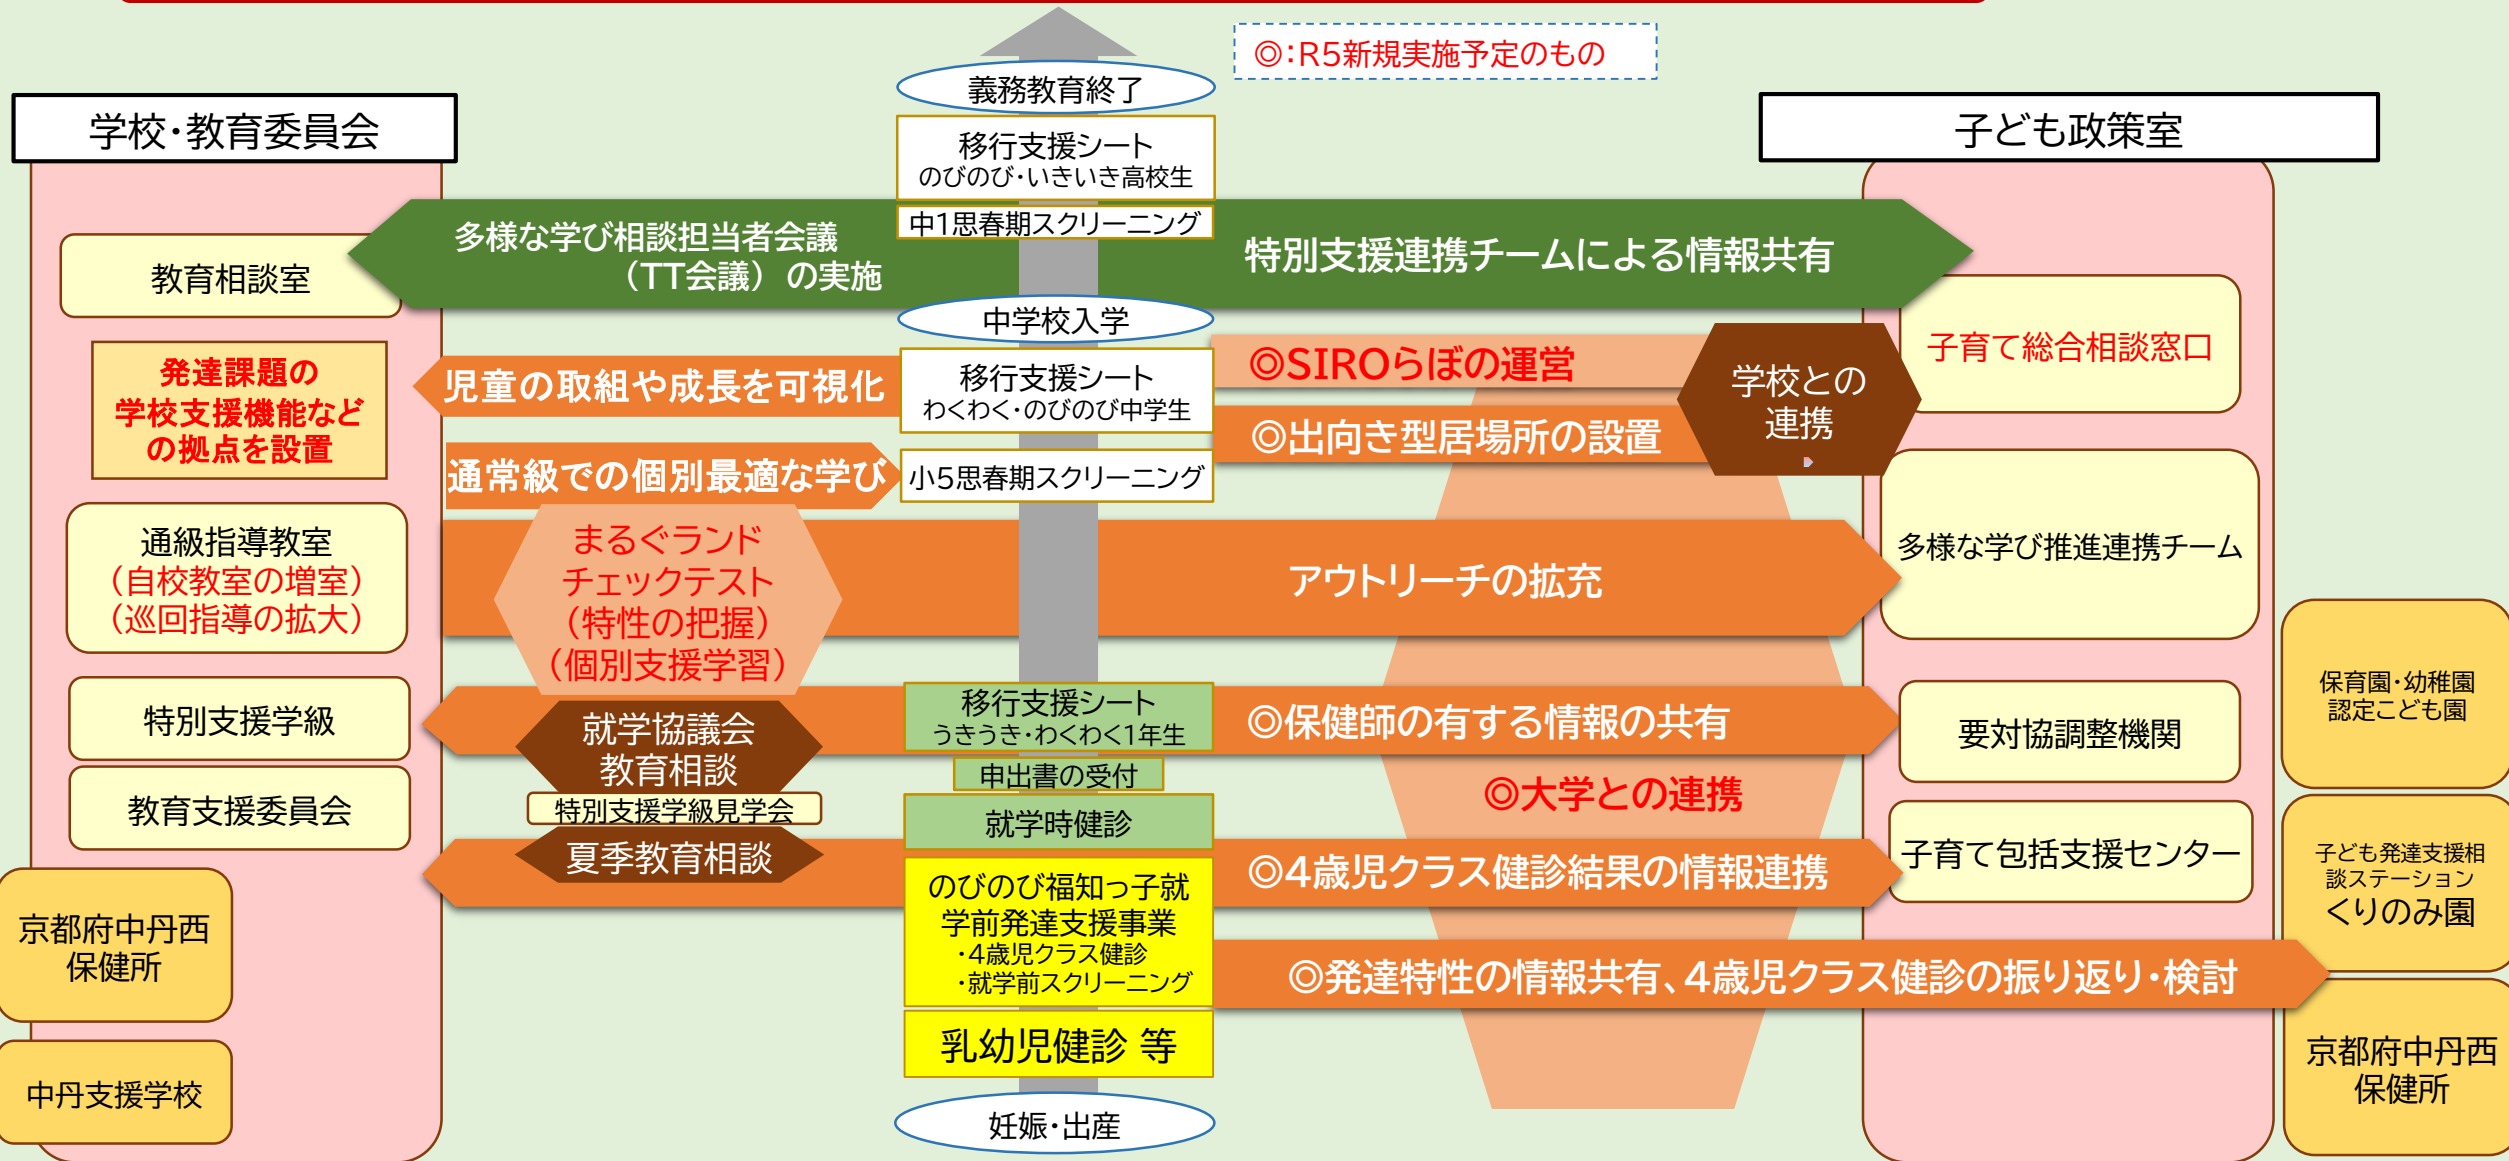 ◎：R5新規実施予定のもの
義務教育終了
学校・教育委員会
子ども政策室
移行支援シート
のびのび・いきいき高校生
中1思春期スクリーニング
多様な学び相談担当者会議
（TT会議）の実施
特別支援連携チームによる情報共有
教育相談室
中学校入学
子育て総合相談窓口
発達課題の
学校支援機能など
の拠点を設置
児童の取組や成長を可視化
移行支援シート
わくわく・のびのび中学生
◎SIROらぼの運営
◎出向き型居場所の設置
学校との
連携
通常級での個別最適な学び
小5思春期スクリーニング
通級指導教室
（自校教室の増室）
（巡回指導の拡大）
まるぐランド
チェックテスト
（特性の把握）
（個別支援学習）
アウトリーチの拡充
多様な学び推進連携チーム
保育園・幼稚園
認定こども園
特別支援学級
就学協議会
教育相談
移行支援シート
うきうき・わくわく1年生
◎保健師の有する情報の共有
要対協調整機関
申出書の受付
◎大学との連携
教育支援委員会
特別支援学級見学会
就学時健診
夏季教育相談
◎4歳児クラス健診結果の情報連携
子育て包括支援センター
子ども発達支援相
談ステーション
くりのみ園
京都府中丹西
保健所
のびのび福知っ子就
学前発達支援事業
・4歳児クラス健診
・就学前スクリーニング
◎発達特性の情報共有、4歳児クラス健診の振り返り・検討
乳幼児健診 等
京都府中丹西
保健所
中丹支援学校
妊娠・出産